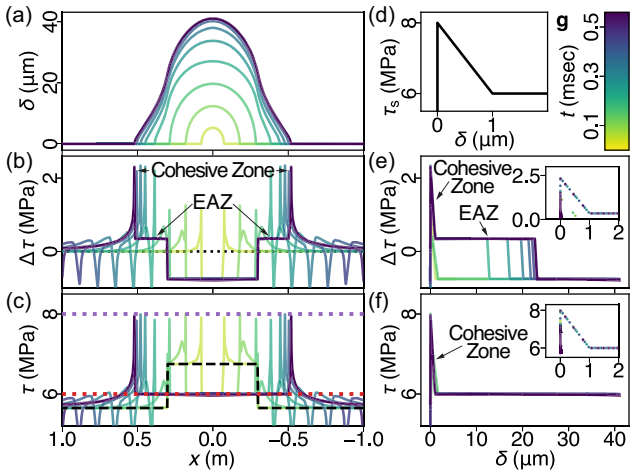 (a)
40
20
0
δ (μm)
(d)
8
6
τs (MPa)
0
1
δ (μm)
g
0.5
0.3
0.1
t (msec)
(b)
Cohesive Zone
EAZ
2
0
Δτ (MPa)
(e)
Cohesive
Zone
EAZ
2
0
Δτ (MPa)
2.5
0.0
0
1
2
(c)
8
6
τ (MPa)
1.0
0.5
0.0
−0.5
−1.0
x (m)
(f)
Cohesive
Zone
8
6
τ (MPa)
8
6
0
1
2
0
10
20
30
40
δ (μm)